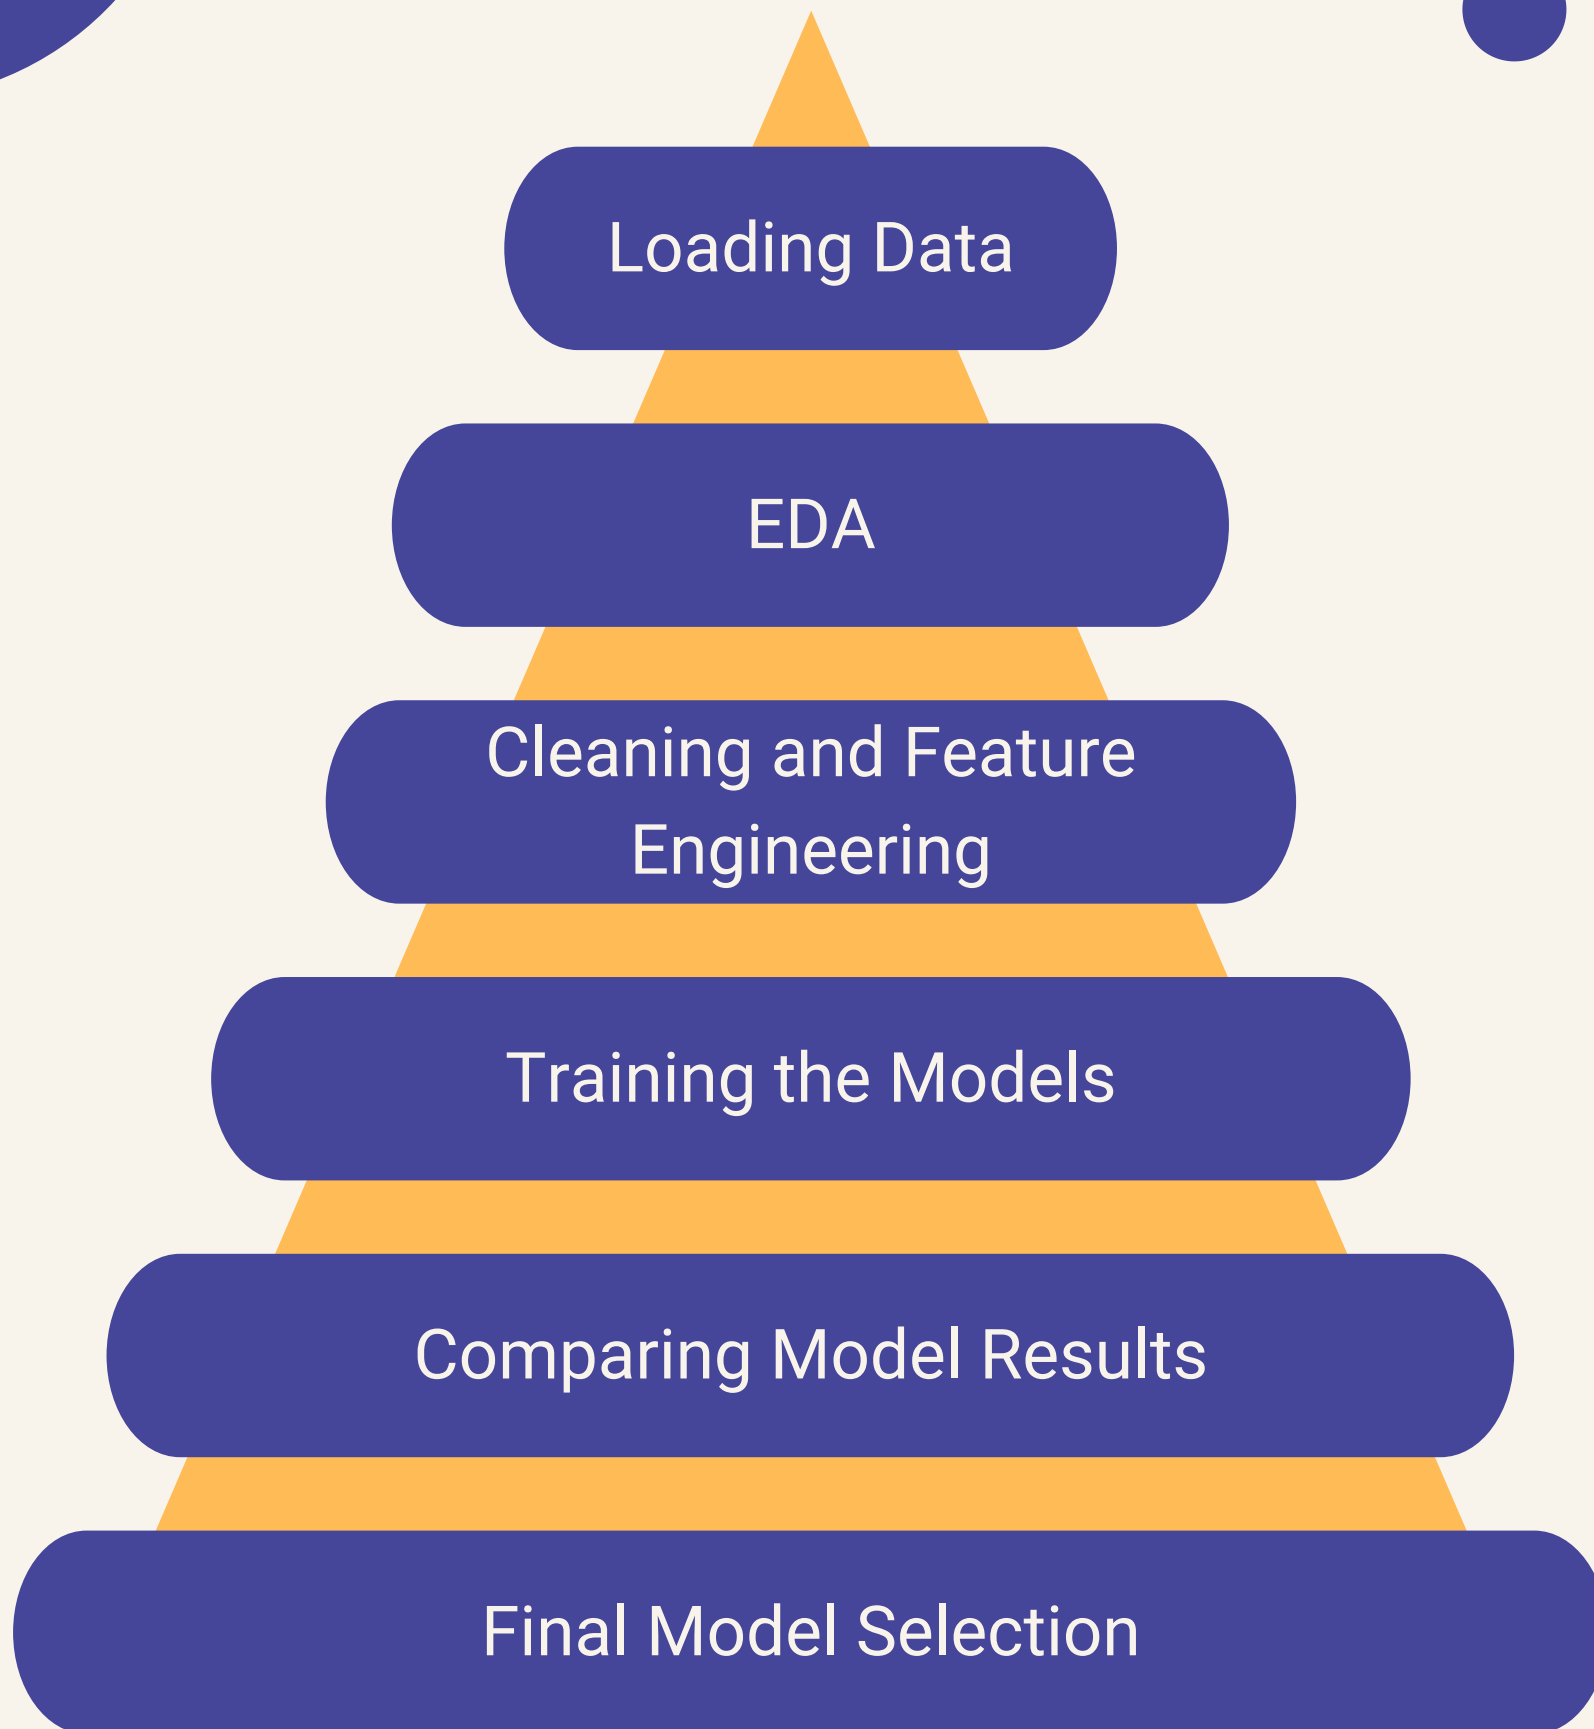 Loading Data
EDA
Cleaning and Feature
Engineering
Training the Models
Comparing Model Results
Final Model Selection